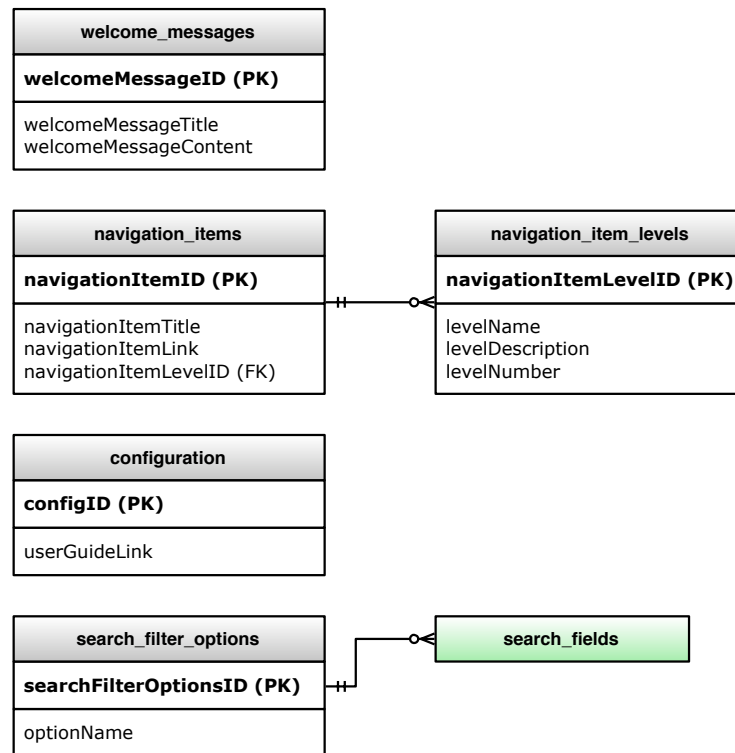 welcome_messages
welcomeMessageID (PK)
welcomeMessageTitle
welcomeMessageContent
navigation_items
navigationItemID (PK)
navigationItemTitle
navigationItemLink
navigationItemLevelID (FK)
navigation_item_levels
navigationItemLevelID (PK)
levelName
levelDescription
levelNumber
configuration
configID (PK)
userGuideLink
search_filter_options
searchFilterOptionsID (PK)
optionName
search_fields